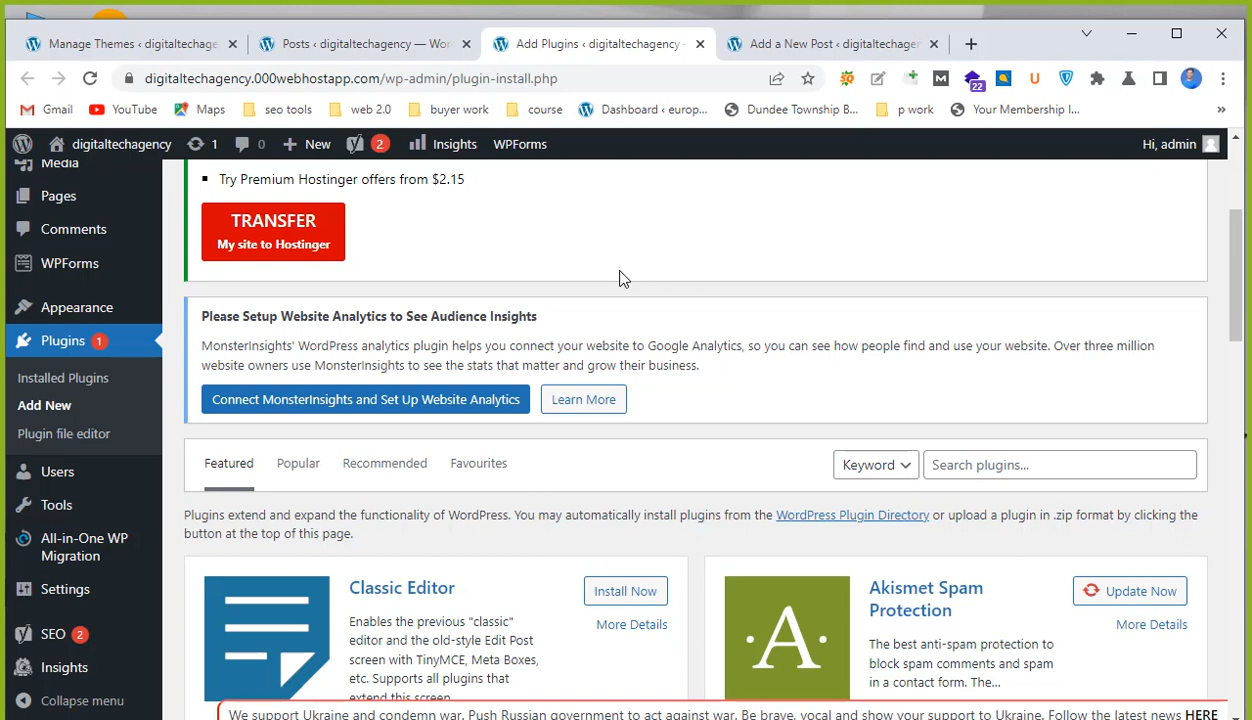 Manage Themes ‹ digitaltechage
Posts ‹ digitaltechagency — Wor
Add Plugins ‹ digitaltechagency
Add a New Post ‹ digitaltechager
digitaltechagency.000webhostapp.com/wp-admin/plugin-install.php
22
Gmail
YouTube
Maps
seo tools
web 2.0
buyer work
course
Dashboard ‹ europ...
Dundee Township B...
p work
Your Membership I...
»
digitaltechagency
1
0
New
2
Insights
WPForms
Hi, admin
Media
Pages
Comments
WPForms
Appearance
Plugins 1
Installed Plugins
Add New
Plugin file editor
Users
Tools
All-in-One WP
Migration
Settings
SEO 2
Insights
Collapse menu
Try Premium Hostinger offers from $2.15
TRANSFER
My site to Hostinger
Please Setup Website Analytics to See Audience Insights
MonsterInsights' WordPress analytics plugin helps you connect your website to Google Analytics, so you can see how people find and use your website. Over three million
website owners use MonsterInsights to see the stats that matter and grow their business.
Connect MonsterInsights and Set Up Website Analytics
Learn More
Featured
Popular
Recommended
Favourites
Keyword
Search plugins...
Plugins extend and expand the functionality of WordPress. You may automatically install plugins from the WordPress Plugin Directory or upload a plugin in .zip format by clicking the
button at the top of this page.
Classic Editor
Install Now
More Details
Enables the previous "classic"
editor and the old-style Edit Post
screen with TinyMCE, Meta Boxes,
etc. Supports all plugins that
extend this screen.
A
Akismet Spam
Protection
Update Now
More Details
The best anti-spam protection to
block spam comments and spam
in a contact form. The...
We support Ukraine and condemn war. Push Russian government to act against war. Be brave, vocal and show your support to Ukraine. Follow the latest news HERE